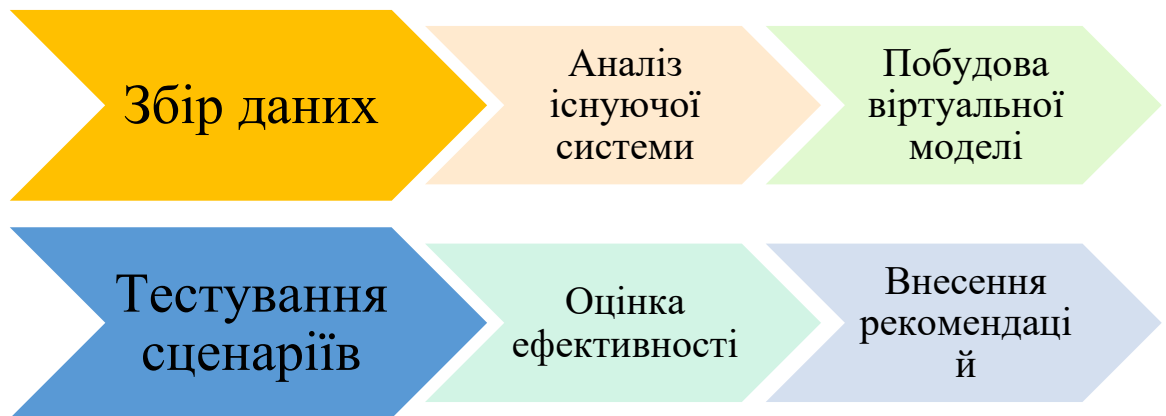 Збір даних
Аналіз
існуючої
системи
Побудова
віртуальної
моделі
Тестування
сценаріїв
Оцінка
ефективності
Внесення
рекомендаці
й